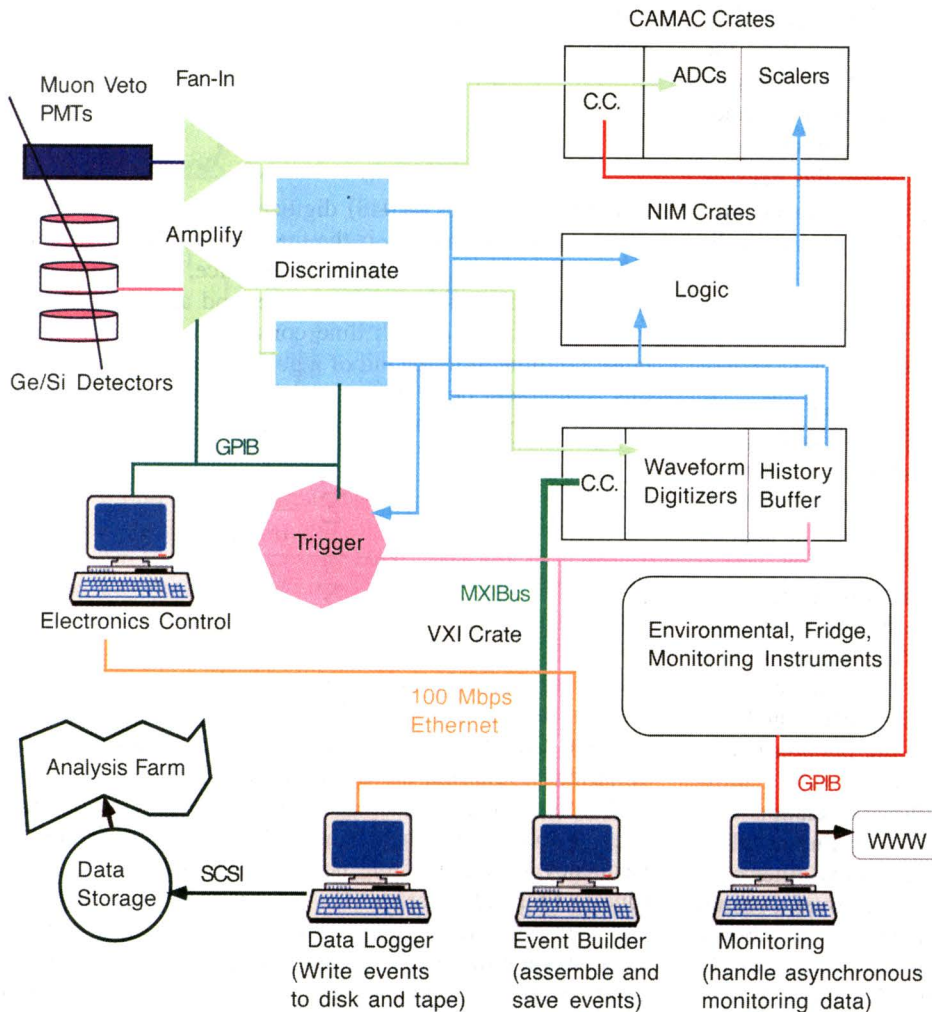 CAMAC Crates
Muon Veto
PMTs
Fan-In
C.C.
ADCs
Scalers
NIM Crates
Amplify
Discriminate
Logic
Ge/Si Detectors
GPIB
C.C.
Waveform
Digitizers
History
Buffer
Trigger
Electronics Control
MXIBus
VXI Crate
Environmental, Fridge,
Monitoring Instruments
100 Mbps
Ethernet
Analysis Farm
GPIB
WWW
Data
Storage
SCSI
Data Logger
(Write events
to disk and tape)
Event Builder
(assemble and
save events)
Monitoring
(handle asynchronous
monitoring data)